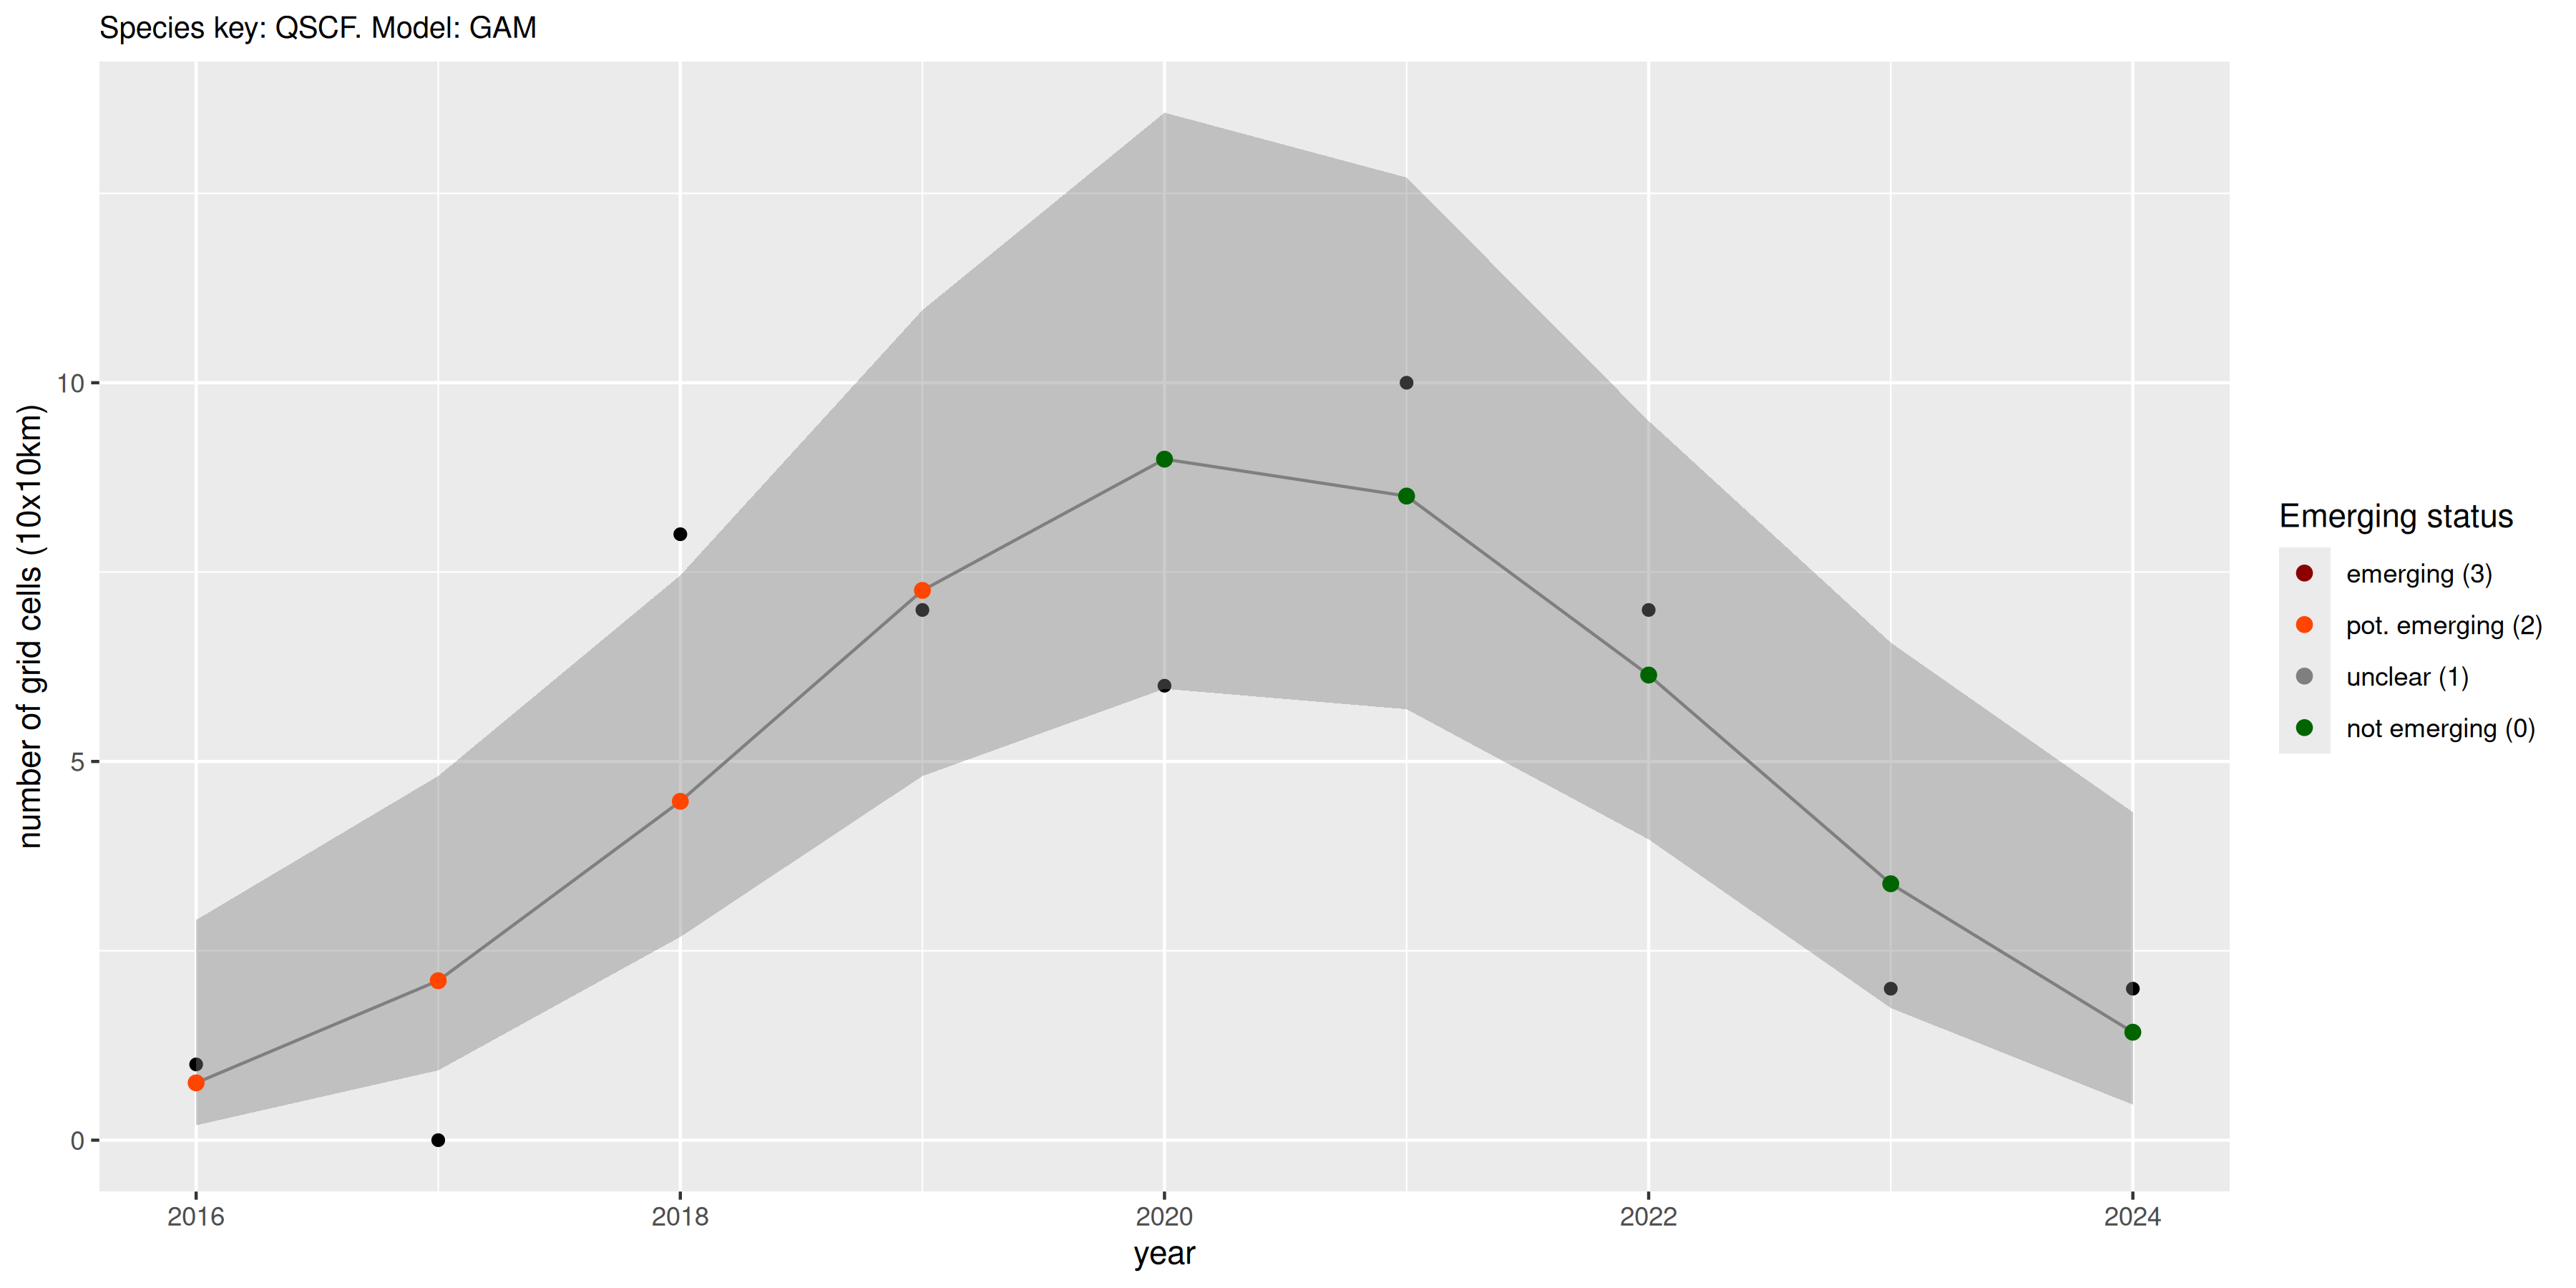 Species key: QSCF. Model: GAM
number of grid cells (10x10km)
10
5
0
2016
2018
2020
2022
2024
year
Emerging status
emerging (3)
pot. emerging (2)
unclear (1)
not emerging (0)